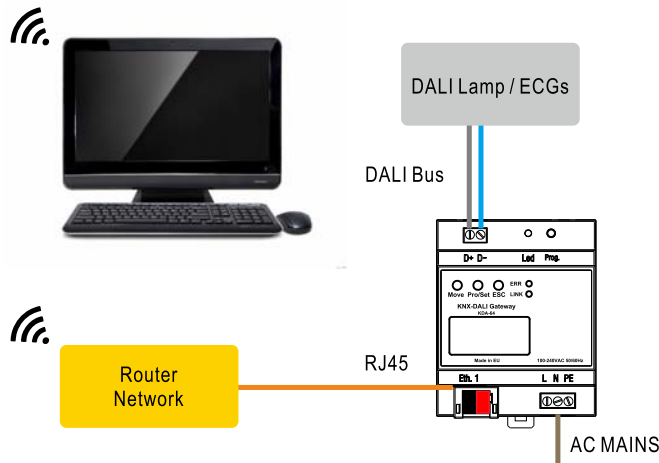 DALI Lamp / ECGs
DALI Bus
D+ D- Led Prog.
Move Pro/Set ESC
ERR
LINK
KNX-DALI Gateway
KDA-64
Made in EU
100-240VAC 50/60Hz
RJ45
Eth. 1
L N PE
Router
Network
AC MAINS